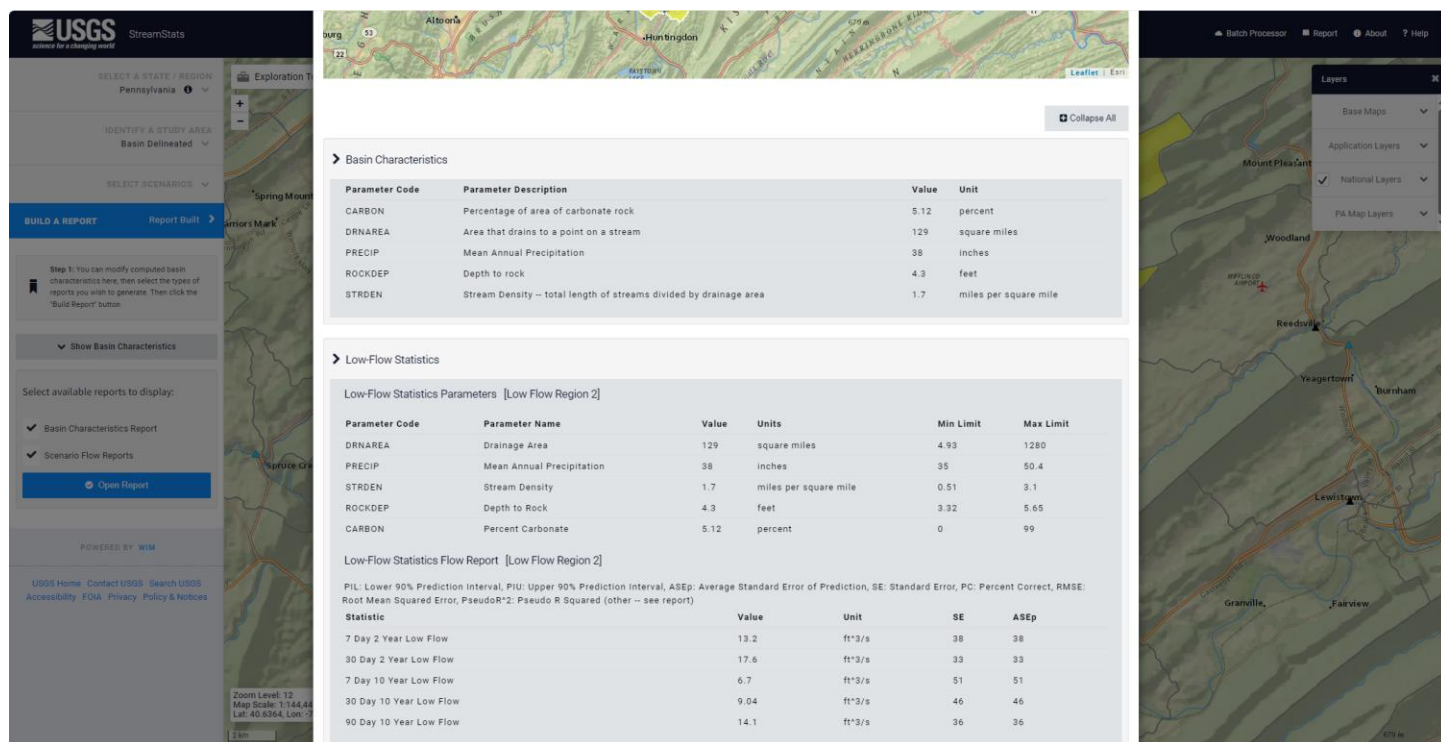 USGS
science for a changing world
StreamStats
Batch Processor Report About ? Help
SELECT A STATE / REGION
Pennsylvania
IDENTIFY A STUDY AREA
Basin Delineated
SELECT SCENARIOS
BUILD A REPORT Report Built
Step 1: You can modify computed basin
characteristics here, then select the types of
reports you wish to generate. Then click the
"Build Report" button
Show Basin Characteristics
Select available reports to display:
Basin Characteristics Report
Scenario Flow Reports
Open Report
POWERED BY WIM
USGS Home Contact USGS Search USGS
Accessibility FOIA Privacy Policy & Notices
Exploration
+
-
Spring Mount
Zoom Level: 12
Map Scale: 1:144,44
Lat: 40.6364, Lon: -7
2 km
Altoona
53
22
Huntingdon
Leaflet | Esri
Collapse All
Basin Characteristics
Parameter Code Parameter Description Value Unit
CARBON Percentage of area of carbonate rock 5.12 percent
DRNAREA Area that drains to a point on a stream 129 square miles
PRECIP Mean Annual Precipitation 38 inches
ROCKDEP Depth to rock 4.3 feet
STRDEN Stream Density -- total length of streams divided by drainage area 1.7 miles per square mile
Low-Flow Statistics
Low-Flow Statistics Parameters [Low Flow Region 2]
Parameter Code Parameter Name Value Units Min Limit Max Limit
DRNAREA Drainage Area 129 square miles 4.93 1280
PRECIP Mean Annual Precipitation 38 inches 35 50.4
STRDEN Stream Density 1.7 miles per square mile 0.51 3.1
ROCKDEP Depth to Rock 4.3 feet 3.32 5.65
CARBON Percent Carbonate 5.12 percent 0 99
Low-Flow Statistics Flow Report [Low Flow Region 2]
PIL: Lower 90% Prediction Interval, PIU: Upper 90% Prediction Interval, ASEp: Average Standard Error of Prediction, SE: Standard Error, PC: Percent Correct, RMSE:
Root Mean Squared Error, PseudoR^2: Pseudo R Squared (other -- see report)
Statistic Value Unit SE ASEp
7 Day 2 Year Low Flow 13.2 ft^3/s 38 38
30 Day 2 Year Low Flow 17.6 ft^3/s 33 33
7 Day 10 Year Low Flow 6.7 ft^3/s 51 51
30 Day 10 Year Low Flow 9.04 ft^3/s 46 46
90 Day 10 Year Low Flow 14.1 ft^3/s 36 36
Layers
Base Maps
Application Layers
National Layers
PA Map Layers
Mount Pleasant
Woodland
MIFFLIN CO
AIRPORT
Reedsville
Yeagertown
Burnham
Lewistown
Granville
Fairview
679 m